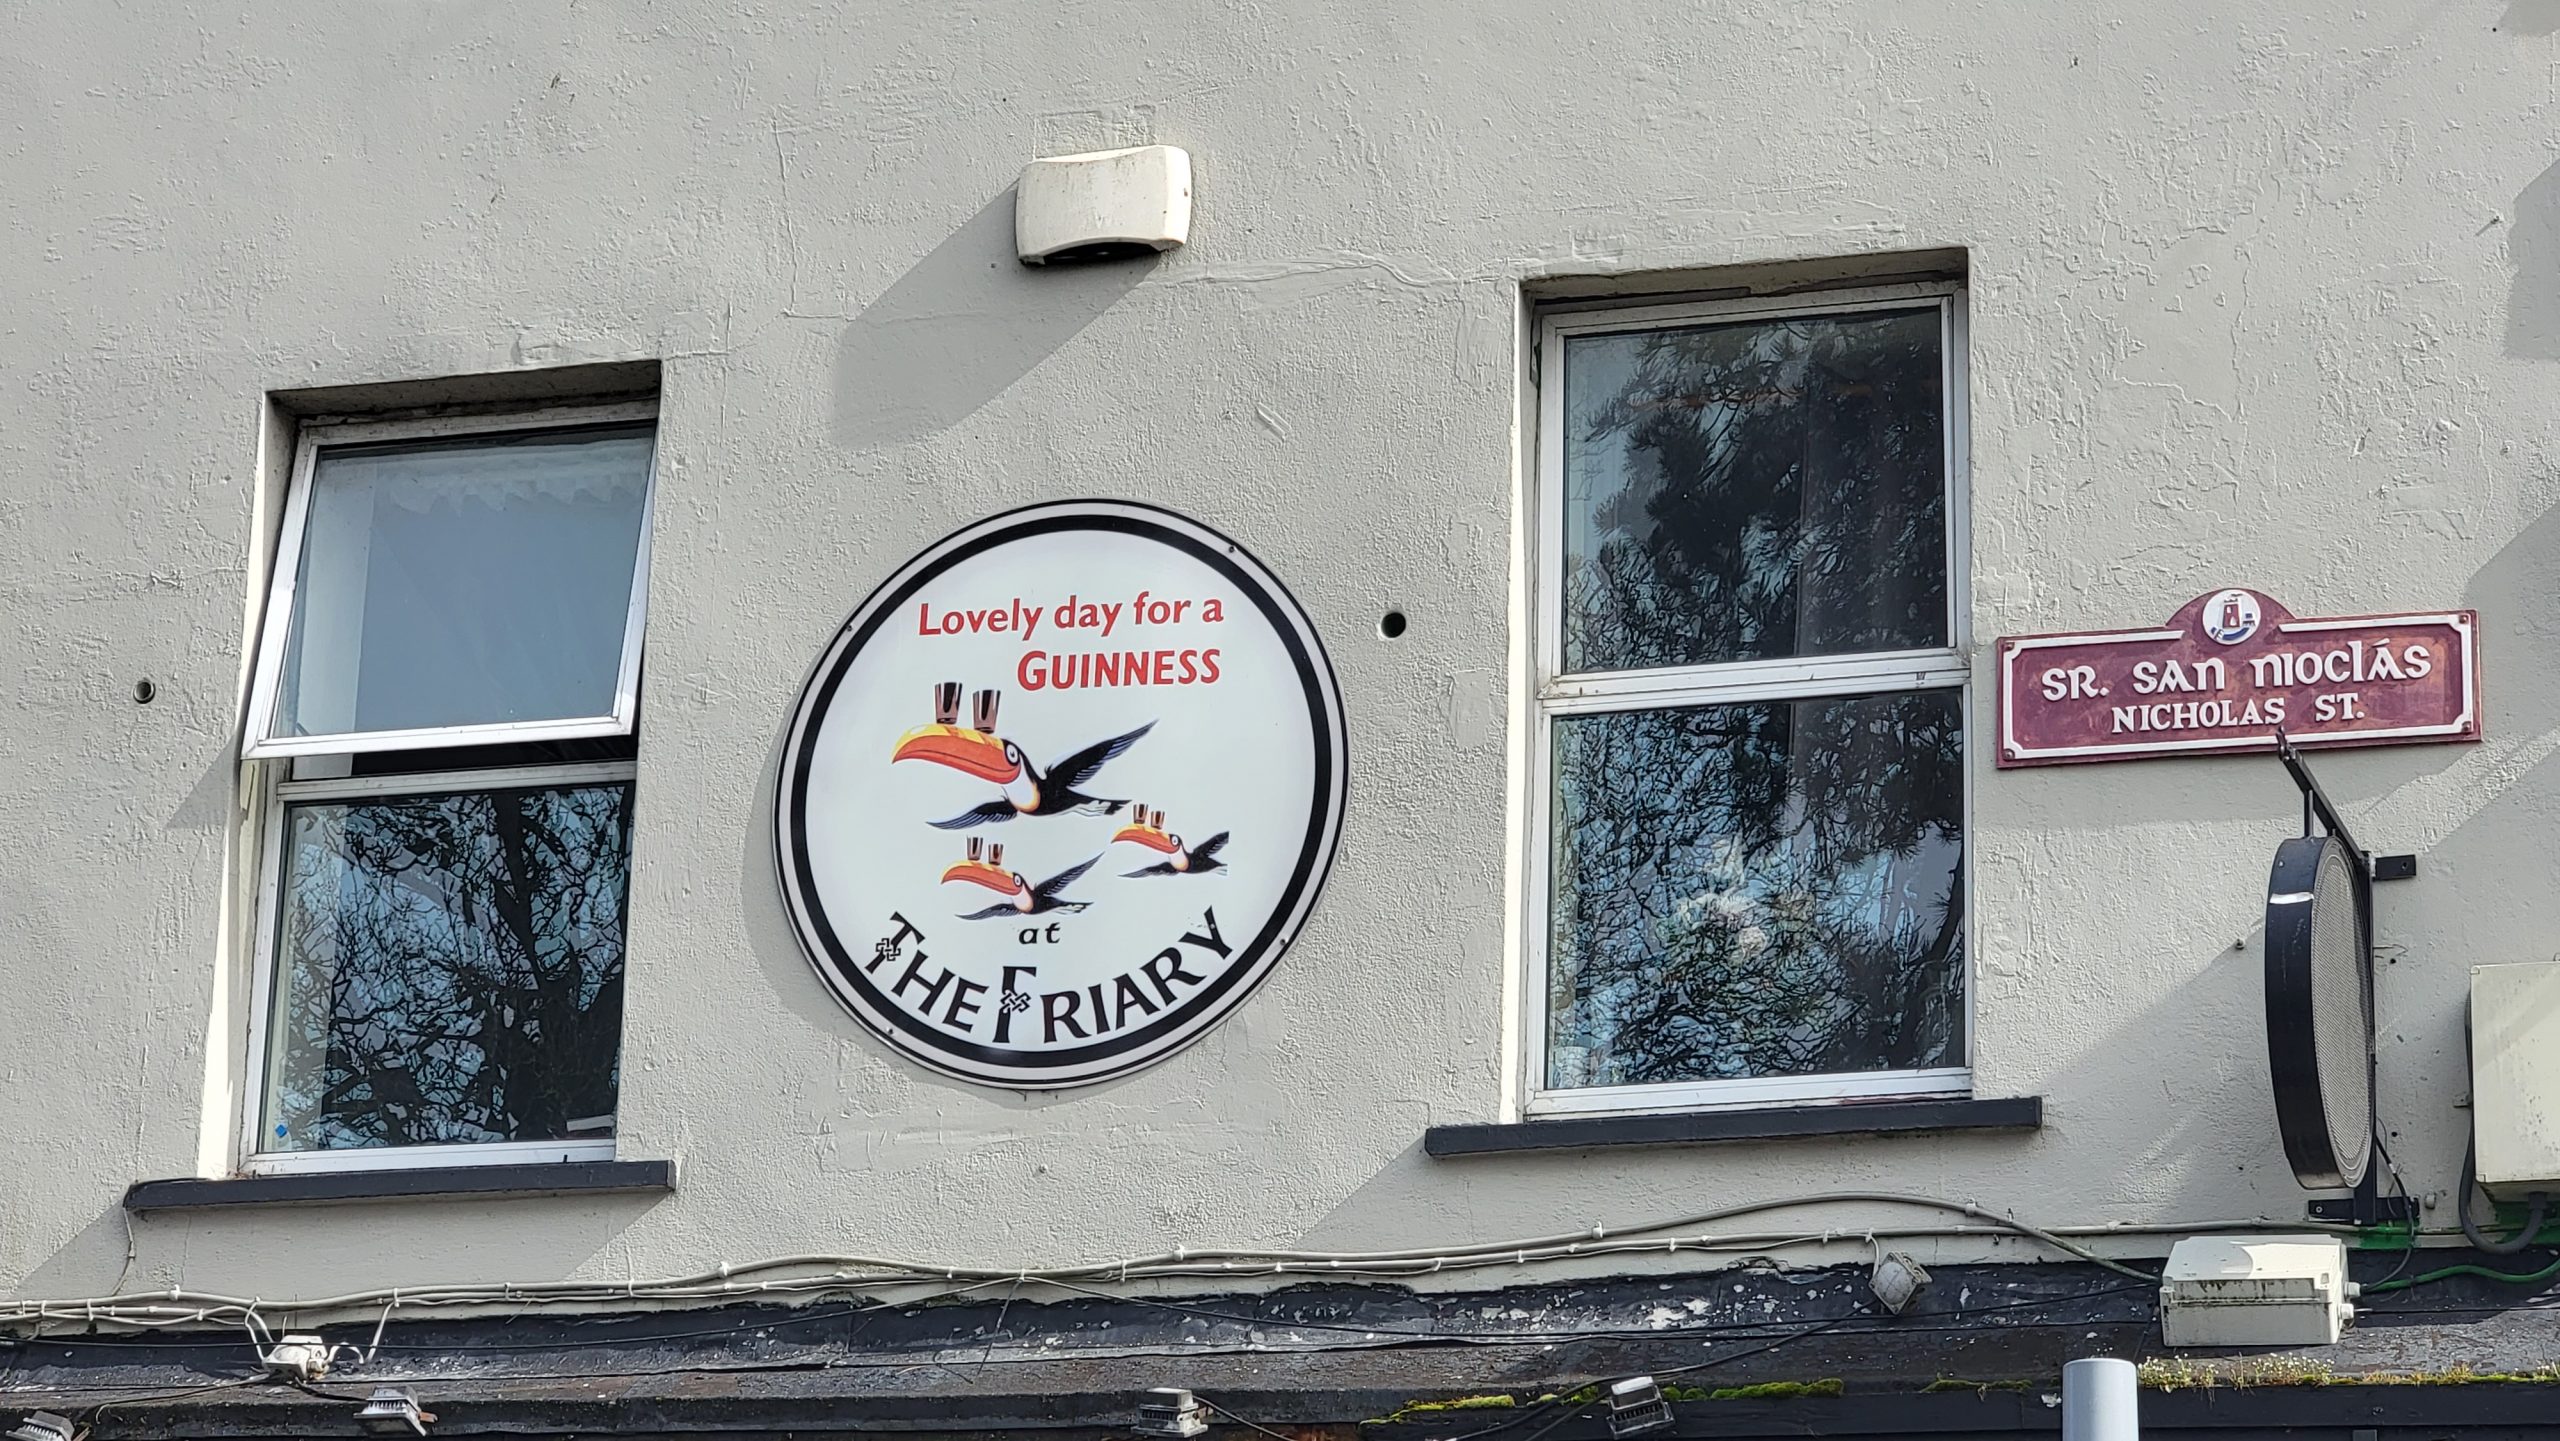 Lovely day for a
GUINNESS
at
THE FRIARY
SR. SAN NIOCLÁS
NICHOLAS ST.